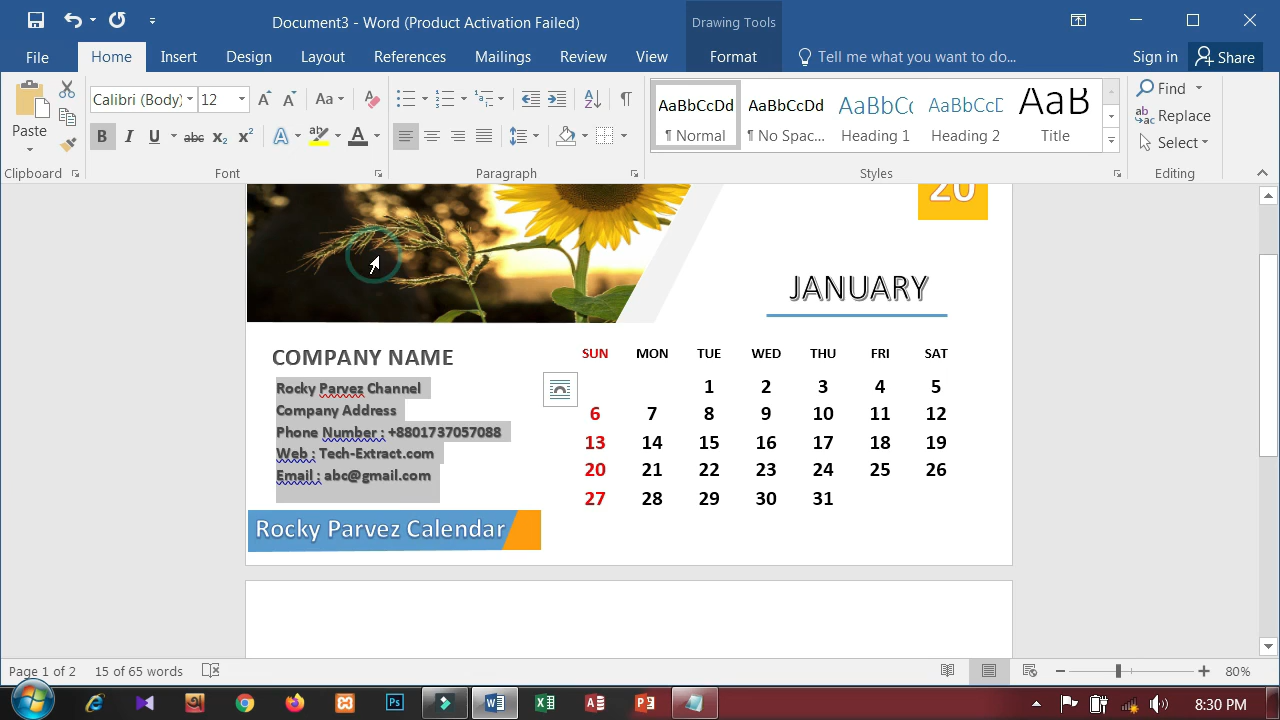 Document3 - Word (Product Activation Failed)
Drawing Tools
File
Home
Insert
Design
Layout
References
Mailings
Review
View
Format
Tell me what you want to do...
Sign in
Share
Paste
Calibri (Body)
12
Aa
B I U abc x2 x2 A ab A
AaBbCcDd
¶ Normal
AaBbCcDd
¶ No Spac...
AaBbCc
Heading 1
AaBbCcD
Heading 2
AaB
Title
Find
Replace
Select
Clipboard
Font
Paragraph
Styles
Editing
20
JANUARY
COMPANY NAME
Rocky Parvez Channel
Company Address
Phone Number : +8801737057088
Web : Tech-Extract.com
Email : abc@gmail.com
Rocky Parvez Calendar
SUN MON TUE WED THU FRI SAT
1 2 3 4 5
6 7 8 9 10 11 12
13 14 15 16 17 18 19
20 21 22 23 24 25 26
27 28 29 30 31
Page 1 of 2
15 of 65 words
80%
8:30 PM